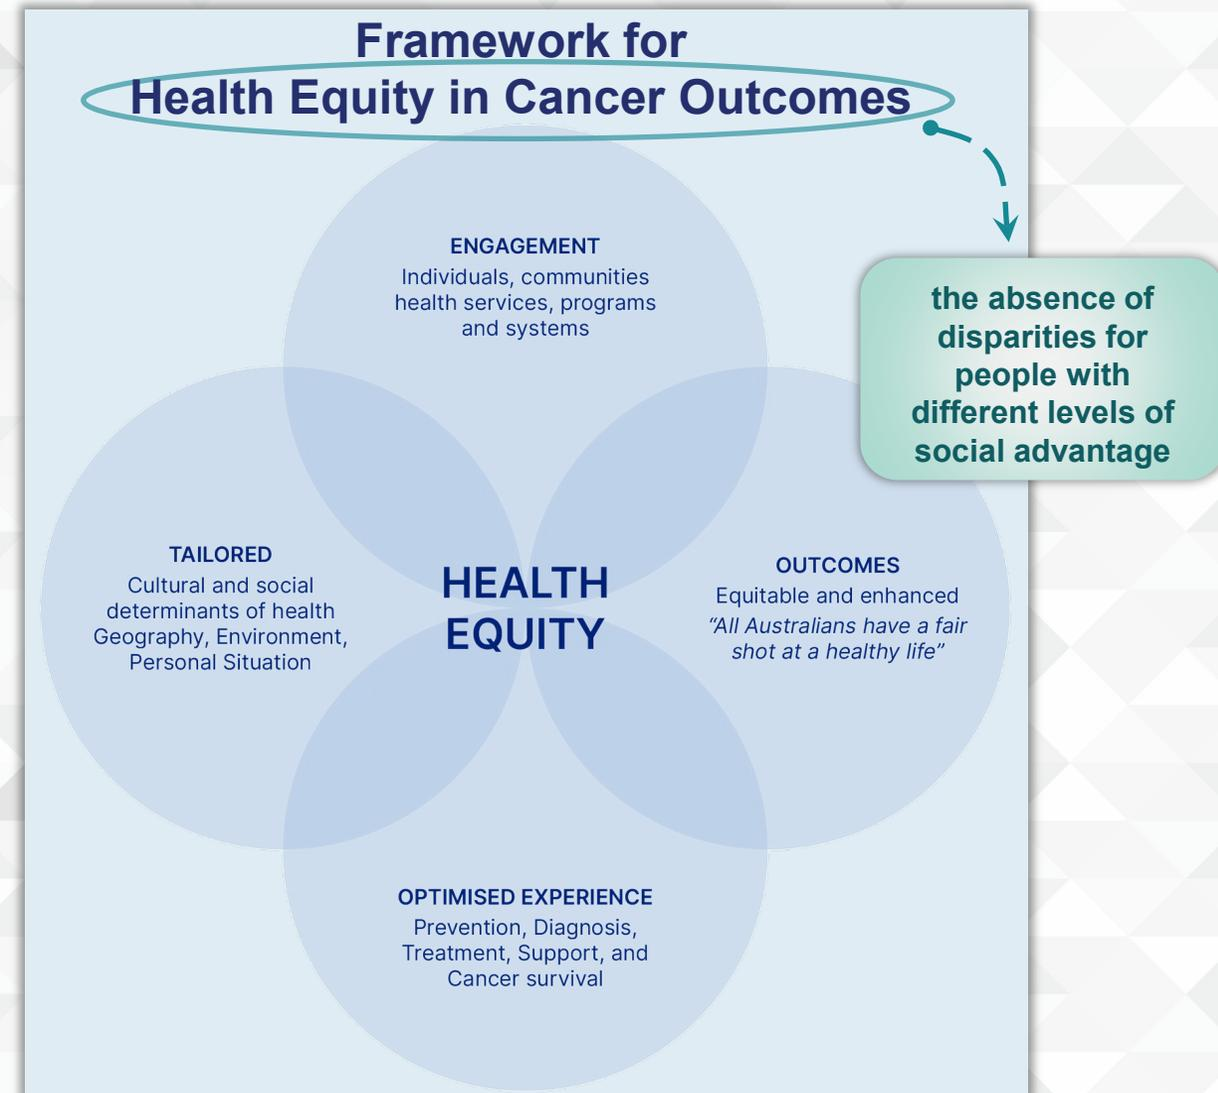 Framework for
Health Equity in Cancer Outcomes
the absence of
disparities for
people with
different levels of
social advantage
ENGAGEMENT
Individuals, communities
health services, programs
and systems
TAILORED
Cultural and social
determinants of health
Geography, Environment,
Personal Situation
HEALTH
EQUITY
OUTCOMES
Equitable and enhanced
“All Australians have a fair
shot at a healthy life”
OPTIMISED EXPERIENCE
Prevention, Diagnosis,
Treatment, Support, and
Cancer survival